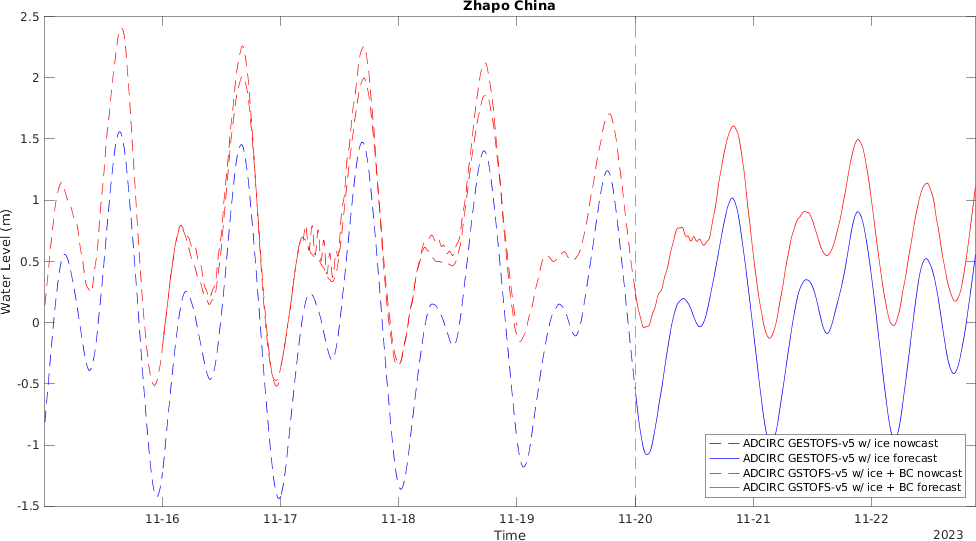 Zhapo China
2.5
2
1.5
1
0.5
0
-0.5
-1
-1.5
Water Level (m)
11-16 11-17 11-18 11-19 11-20 11-21 11-22
Time
2023
ADCIRC GESTOFS-v5 w/ ice nowcast
ADCIRC GESTOFS-v5 w/ ice forecast
ADCIRC GSTOFS-v5 w/ ice + BC nowcast
ADCIRC GSTOFS-v5 w/ ice + BC forecast